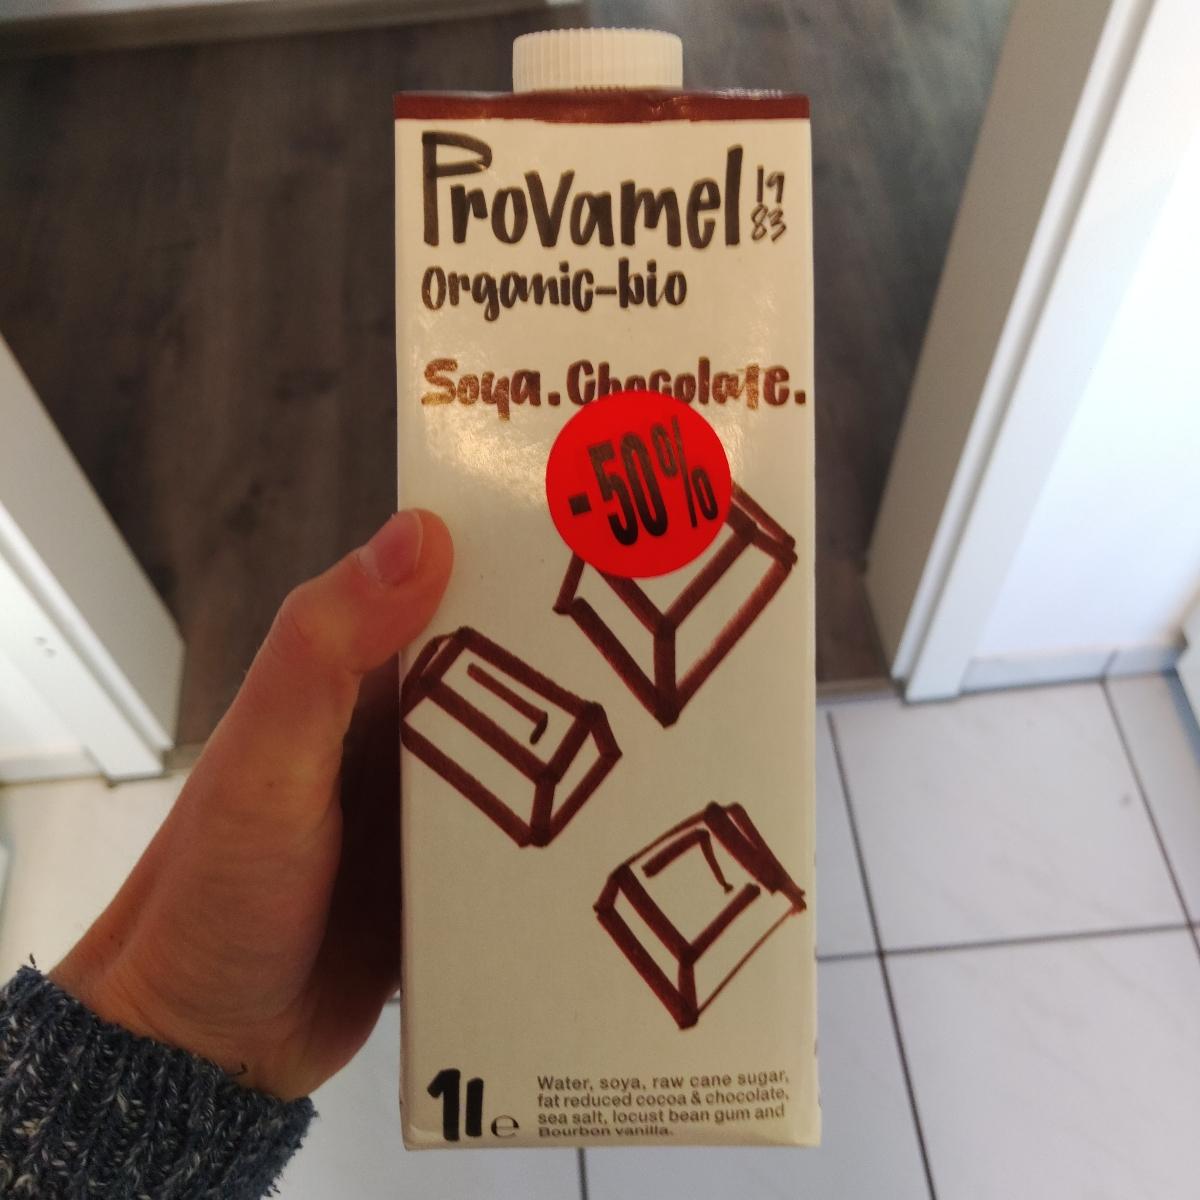 Provamel 19
83
organic-bio
Soya. Chocolate.
-50%
1l e
Water, soya, raw cane sugar,
fat reduced cocoa & chocolate,
sea salt, locust bean gum and
Bourbon vanilla.